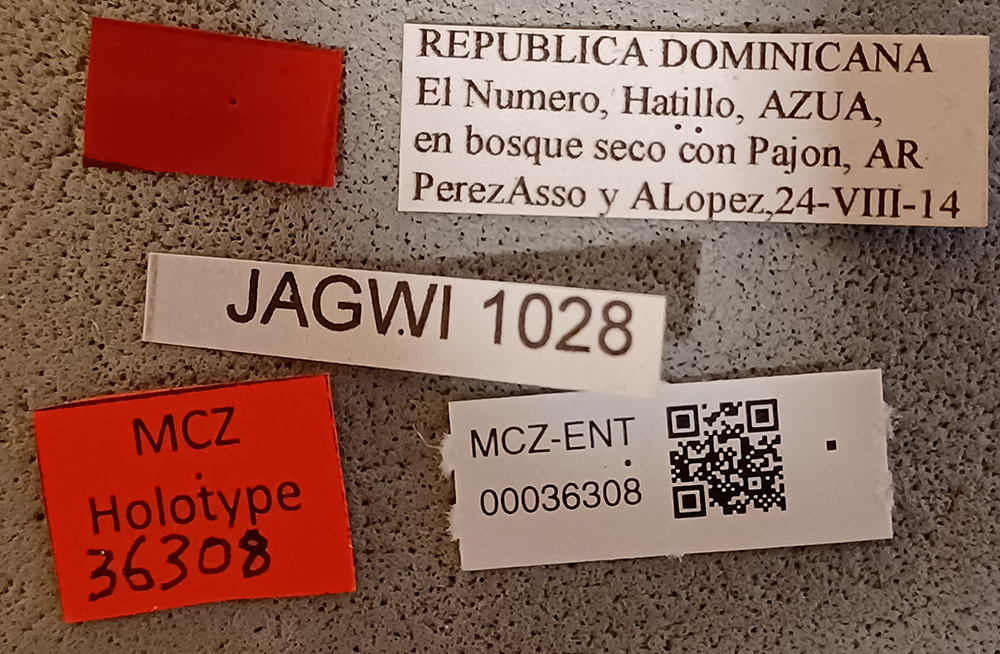 REPUBLICA DOMINICANA
El Numero, Hatillo, AZUA,
en bosque seco con Pajon, AR
PerezAsso y ALopez,24-VIII-14
JAGWI 1028
MCZ
Holotype
36308
MCZ-ENT
00036308